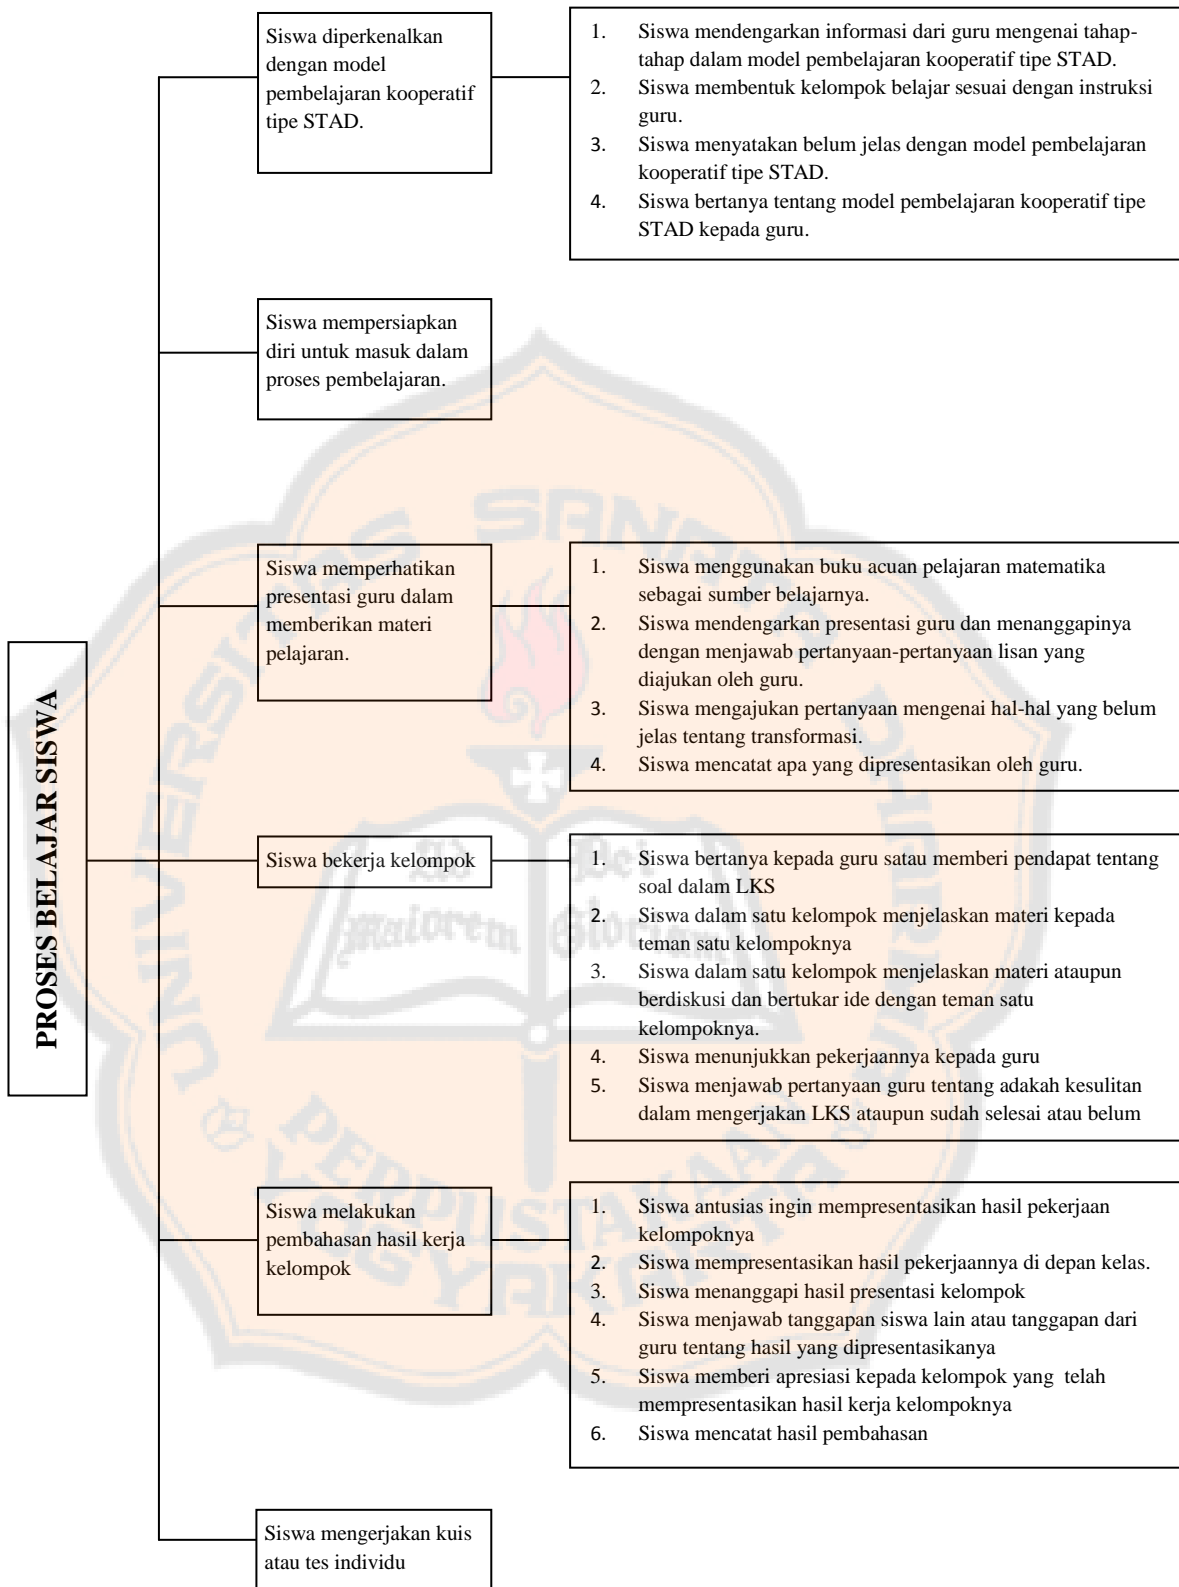 PROSES BELAJAR SISWA
Siswa diperkenalkan
dengan model
pembelajaran kooperatif
tipe STAD.
1. Siswa mendengarkan informasi dari guru mengenai tahap-
tahap dalam model pembelajaran kooperatif tipe STAD.
2. Siswa membentuk kelompok belajar sesuai dengan instruksi
guru.
3. Siswa menyatakan belum jelas dengan model pembelajaran
kooperatif tipe STAD.
4. Siswa bertanya tentang model pembelajaran kooperatif tipe
STAD kepada guru.
Siswa mempersiapkan
diri untuk masuk dalam
proses pembelajaran.
Siswa memperhatikan
presentasi guru dalam
memberikan materi
pelajaran.
1. Siswa menggunakan buku acuan pelajaran matematika
sebagai sumber belajarnya.
2. Siswa mendengarkan presentasi guru dan menanggapinya
dengan menjawab pertanyaan-pertanyaan lisan yang
diajukan oleh guru.
3. Siswa mengajukan pertanyaan mengenai hal-hal yang belum
jelas tentang transformasi.
4. Siswa mencatat apa yang dipresentasikan oleh guru.
Siswa bekerja kelompok
1. Siswa bertanya kepada guru satau memberi pendapat tentang
soal dalam LKS
2. Siswa dalam satu kelompok menjelaskan materi kepada
teman satu kelompoknya
3. Siswa dalam satu kelompok menjelaskan materi ataupun
berdiskusi dan bertukar ide dengan teman satu
kelompoknya.
4. Siswa menunjukkan pekerjaannya kepada guru
5. Siswa menjawab pertanyaan guru tentang adakah kesulitan
dalam mengerjakan LKS ataupun sudah selesai atau belum
Siswa melakukan
pembahasan hasil kerja
kelompok
1. Siswa antusias ingin mempresentasikan hasil pekerjaan
kelompoknya
2. Siswa mempresentasikan hasil pekerjaannya di depan kelas.
3. Siswa menanggapi hasil presentasi kelompok
4. Siswa menjawab tanggapan siswa lain atau tanggapan dari
guru tentang hasil yang dipresentasikanya
5. Siswa memberi apresiasi kepada kelompok yang telah
mempresentasikan hasil kerja kelompoknya
6. Siswa mencatat hasil pembahasan
Siswa mengerjakan kuis
atau tes individu
UNIVERSITAS SANATA DHARMA
Ad Dei
Maiorem Gloriam
PERPUSTAKAAN
YOGYAKARTA